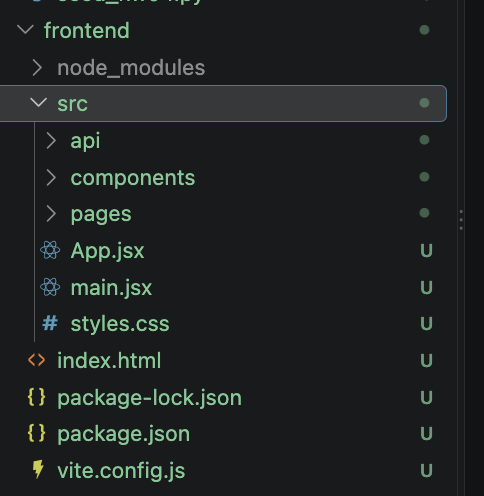 frontend
node_modules
src
api
components
pages
App.jsx U
main.jsx U
# styles.css U
<> index.html U
{} package-lock.json U
{} package.json U
vite.config.js U